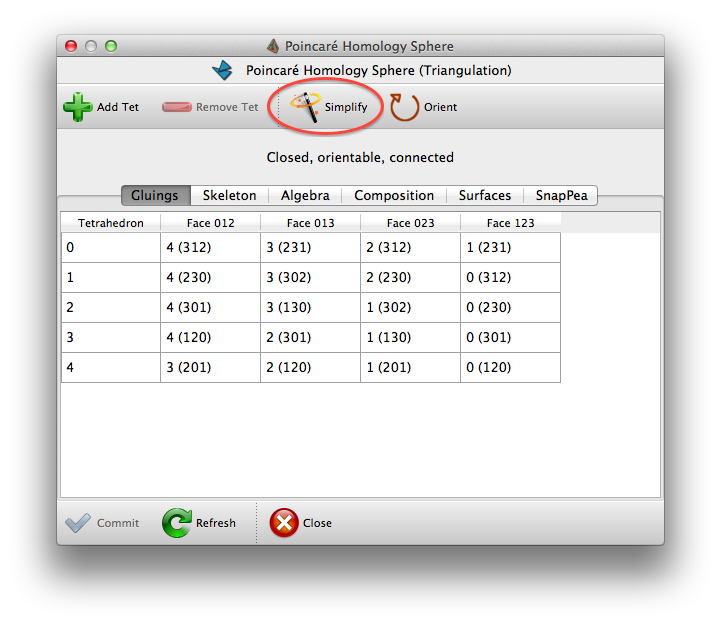 Poincaré Homology Sphere
Poincaré Homology Sphere (Triangulation)
Add Tet Remove Tet Simplify Orient
Closed, orientable, connected
Gluings Skeleton Algebra Composition Surfaces SnapPea
Tetrahedron Face 012 Face 013 Face 023 Face 123
0 4 (312) 3 (231) 2 (312) 1 (231)
1 4 (230) 3 (302) 2 (230) 0 (312)
2 4 (301) 3 (130) 1 (302) 0 (230)
3 4 (120) 2 (301) 1 (130) 0 (301)
4 3 (201) 2 (120) 1 (201) 0 (120)
Commit Refresh Close